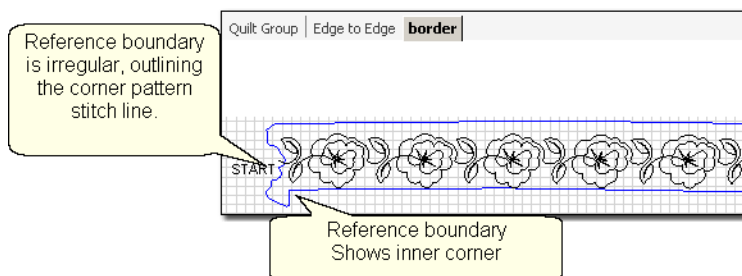 Quilt Group Edge to Edge border
Reference boundary
is irregular, outlining
the corner pattern
stitch line.
START
Reference boundary
Shows inner corner